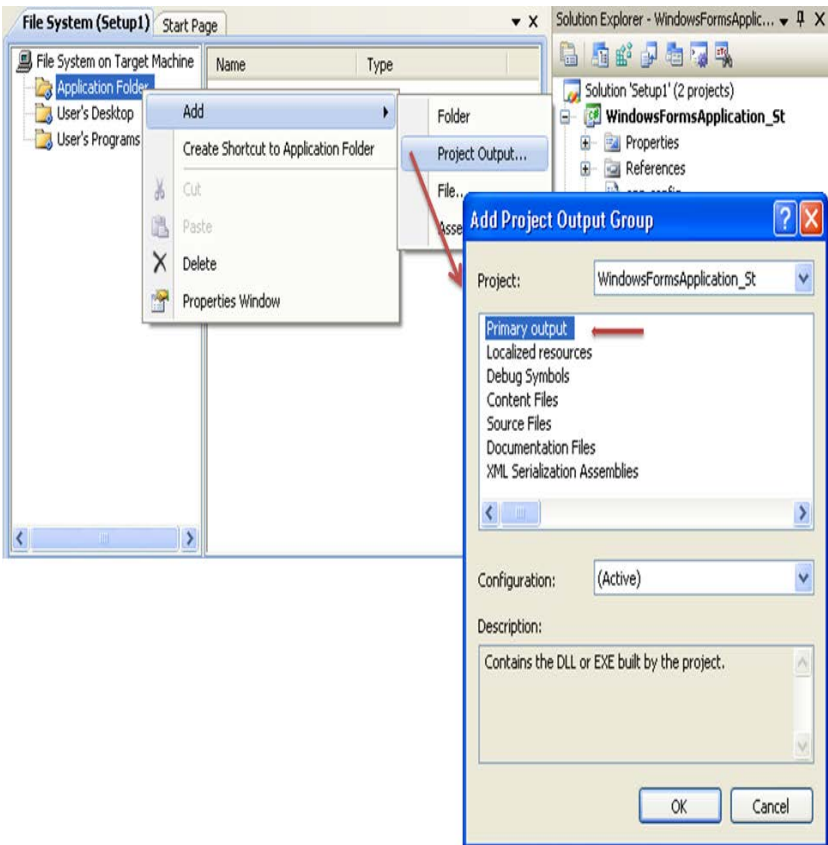 File System (Setup1)
Start Page
File System on Target Machine
Application Folder
User's Desktop
User's Programs
Name
Type
Add
Create Shortcut to Application Folder
Cut
Paste
Delete
Properties Window
Folder
Project Output...
File...
Solution Explorer - WindowsFormsApplic...
Solution 'Setup1' (2 projects)
WindowsFormsApplication_St
Properties
References
Add Project Output Group
Project:
WindowsFormsApplication_St
Primary output
Localized resources
Debug Symbols
Content Files
Source Files
Documentation Files
XML Serialization Assemblies
Configuration:
(Active)
Description:
Contains the DLL or EXE built by the project.
OK
Cancel